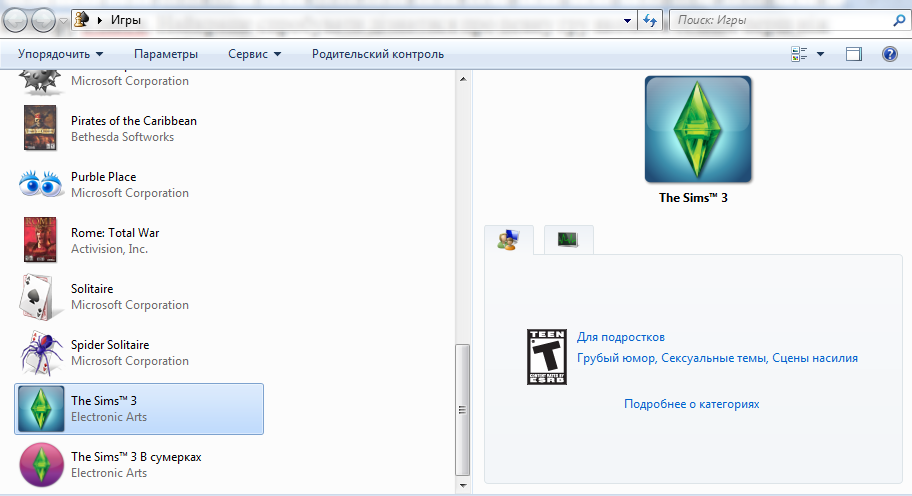 Игры
Поиск: Игры
Упорядочить
Параметры
Сервис
Родительский контроль
Microsoft Corporation
Pirates of the Caribbean
Bethesda Softworks
Purble Place
Microsoft Corporation
Rome: Total War
Activision, Inc.
Solitaire
Microsoft Corporation
Spider Solitaire
Microsoft Corporation
The Sims™ 3
Electronic Arts
The Sims™ 3 В сумерках
Electronic Arts
The Sims™ 3
TEEN
T
CONTENT RATED BY
ESRB
Для подростков
Грубый юмор, Сексуальные темы, Сцены насилия
Подробнее о категориях